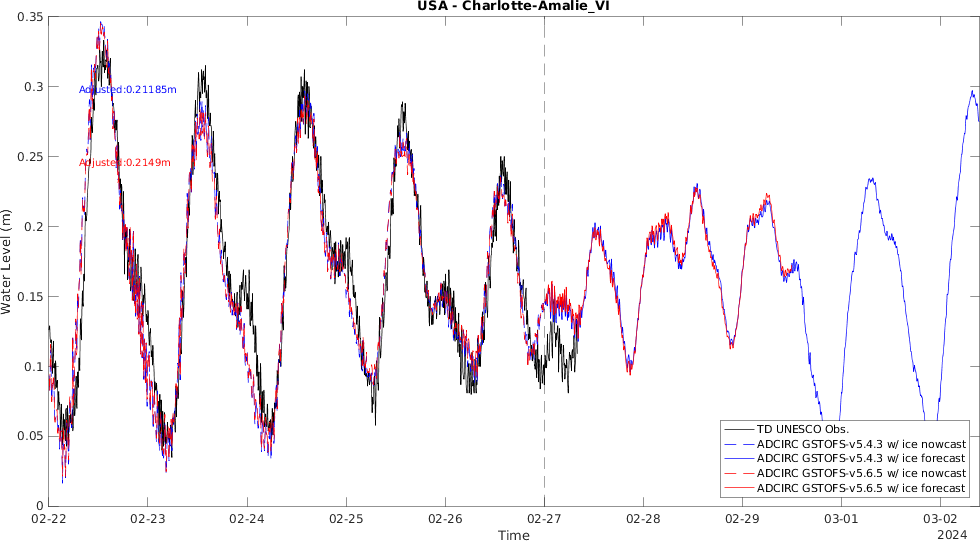 USA - Charlotte-Amalie_VI
0.35
0.3
0.25
0.2
0.15
0.1
0.05
0
Water Level (m)
Adjusted:0.21185m
Adjusted:0.2149m
TD UNESCO Obs.
ADCIRC GSTOFS-v5.4.3 w/ ice nowcast
ADCIRC GSTOFS-v5.4.3 w/ ice forecast
ADCIRC GSTOFS-v5.6.5 w/ ice nowcast
ADCIRC GSTOFS-v5.6.5 w/ ice forecast
02-22 02-23 02-24 02-25 02-26 02-27 02-28 02-29 03-01 03-02
Time
2024